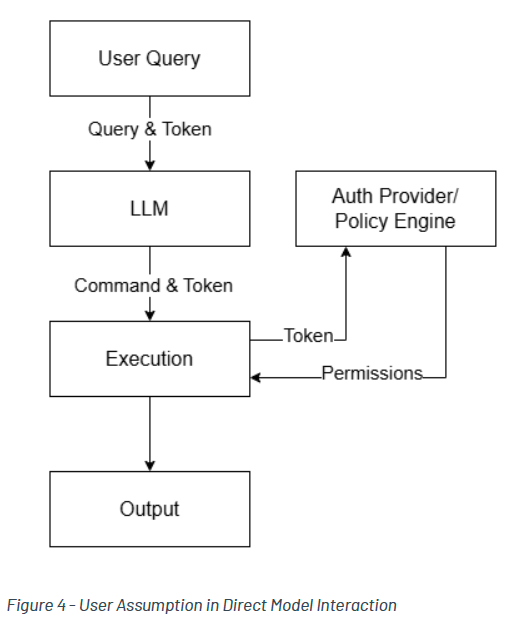 User Query
Query & Token
LLM
Auth Provider/
Policy Engine
Command & Token
Execution
Token
Permissions
Output
Figure 4 - User Assumption in Direct Model Interaction